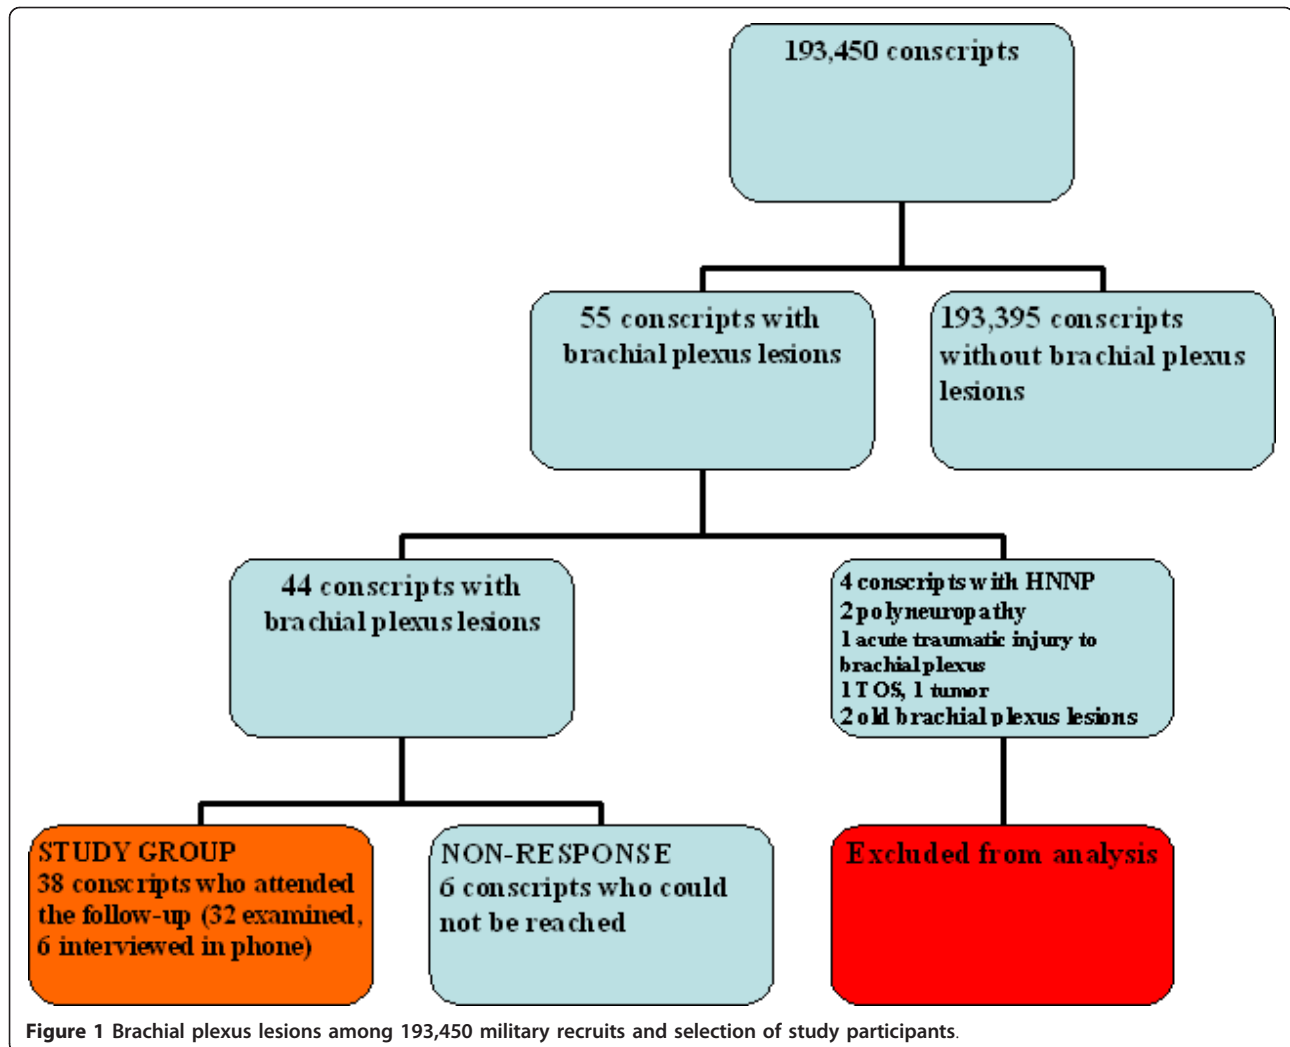 193,450 conscripts
55 conscripts with
brachial plexus lesions
193,395 conscripts
without brachial plexus
lesions
44 conscripts with
brachial plexus lesions
4 conscripts with HNNP
2 polyneuropathy
1 acute traumatic injury to
brachial plexus
1 TOS, 1 tumor
2 old brachial plexus lesions
STUDY GROUP
38 conscripts who attended
the follow-up (32 examined,
6 interviewed in phone)
NON-RESPONSE
6 conscripts who could
not be reached
Excluded from analysis
Figure 1 Brachial plexus lesions among 193,450 military recruits and selection of study participants.